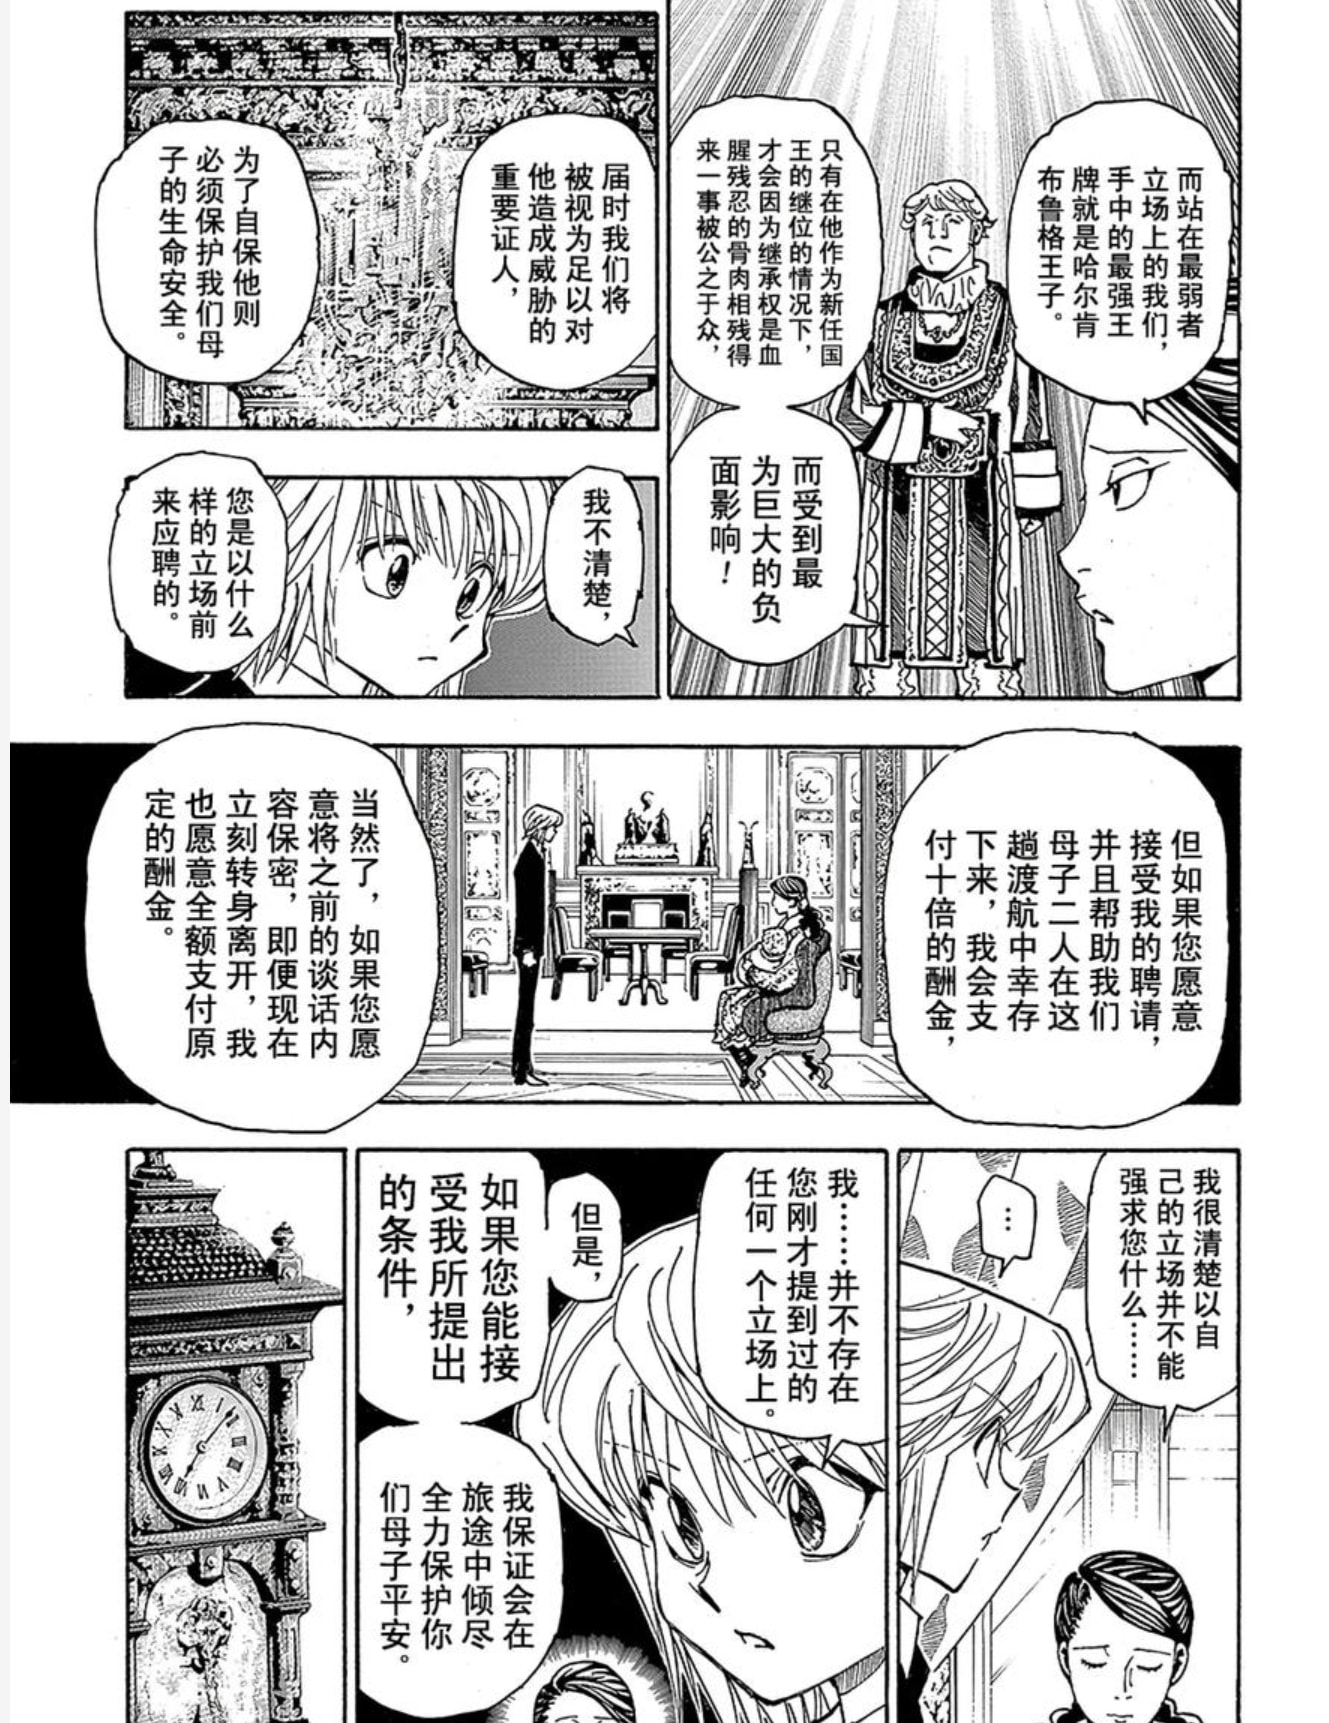 而站在最弱者
立场上的我们，
手中的最强王
牌就是哈尔肯
布鲁格王子。
只有在他作为新任国
王的继位的情况下，
才会因为继承权是血
腥残忍的骨肉相残得
来一事被公之于众，
而受到最
为巨大的负
面影响！
届时我们将
被视为足以对
他造成威胁的
重要证人，
为了自保他则
必须保护我们母
子的生命安全。
我不清楚，
您是以什么
样的立场前
来应聘的。
但如果您愿意
接受我的聘请，
并且帮助我们
母子二人在这
趟渡航中幸存
下来，我会支
付十倍的酬金，
当然了，如果您愿
意将之前的谈话内
容保密，即便现在
立刻转身离开，我
也愿意全额支付原
定的酬金。
我很清楚以自
己的立场并不能
强求您什么……
…
我……并不存在
您刚才提到过的
任何一个立场上。
但是，
如果您能接
受我所提出
的条件，
我保证会在
旅途中倾尽
全力保护你
们母子平安。